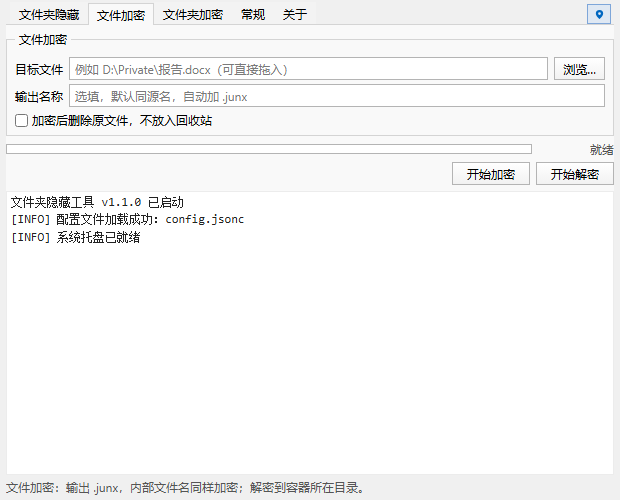 文件夹隐藏 文件加密 文件夹加密 常规 关于
文件加密
目标文件 例如 D:\Private\报告.docx（可直接拖入） 浏览...
输出名称 选填，默认同源名，自动加 .junx
加密后删除原文件，不放入回收站
就绪
开始加密 开始解密
文件夹隐藏工具 v1.1.0 已启动
[INFO] 配置文件加载成功: config.jsonc
[INFO] 系统托盘已就绪
文件加密：输出 .junx，内部文件名同样加密；解密到容器所在目录。